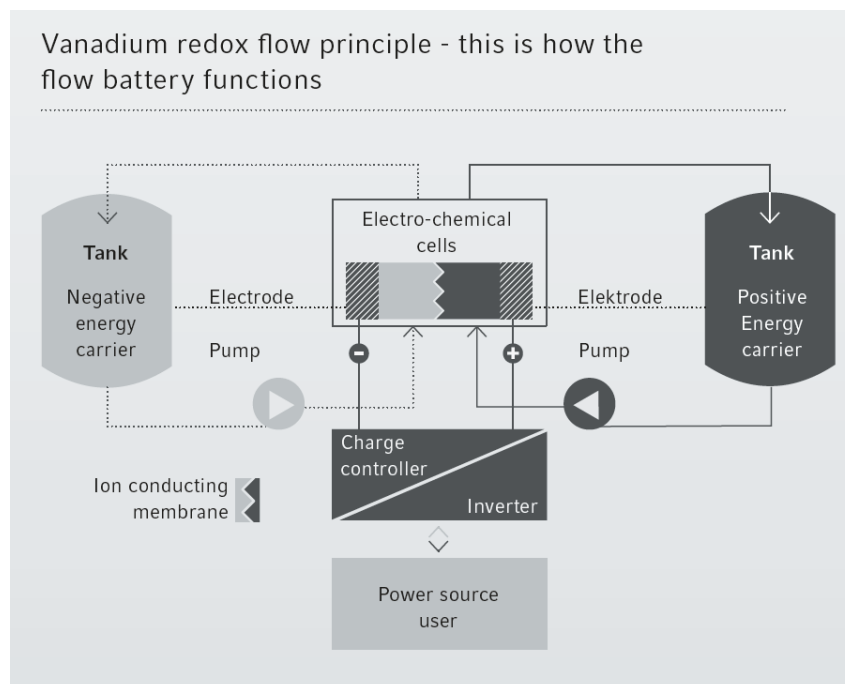 Vanadium redox flow principle - this is how the
flow battery functions
Electro-chemical
cells
Tank
Negative
energy
carrier
Electrode
Pump
Elektrode
Pump
Tank
Positive
Energy
carrier
-
+
Charge
controller
Inverter
Ion conducting
membrane
Power source
user